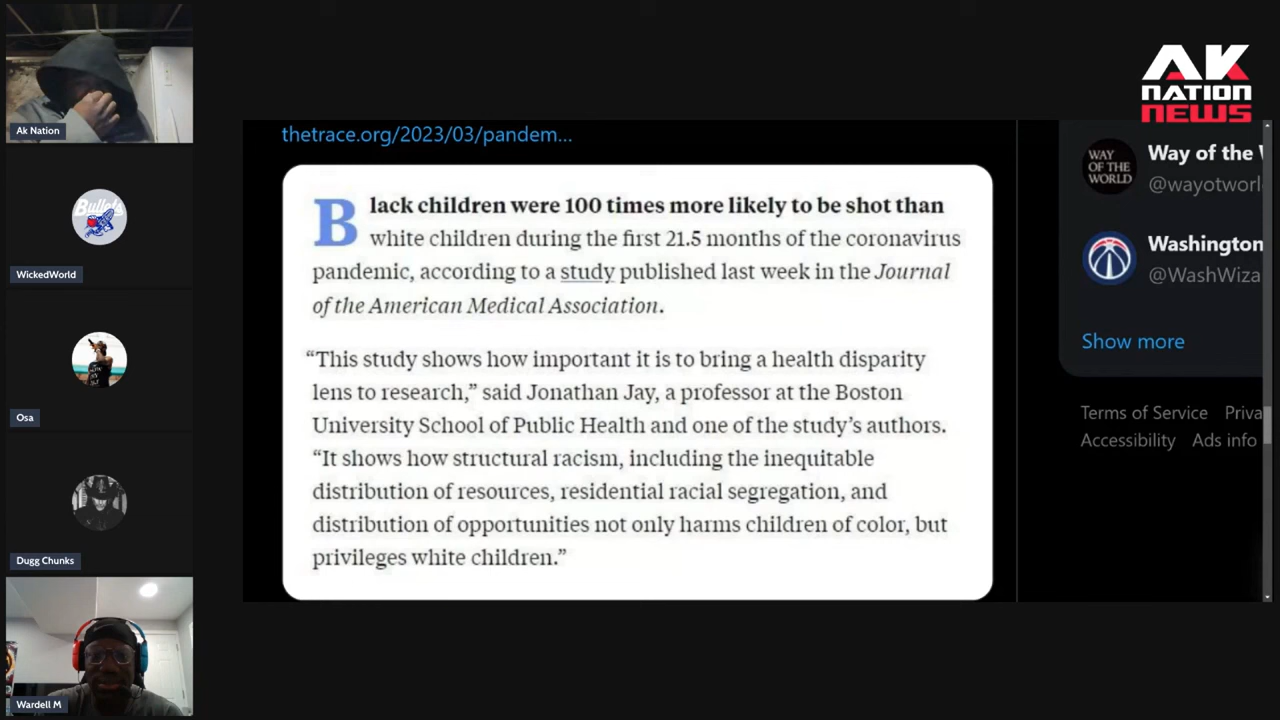 Ak Nation
WickedWorld
Osa
Dugg Chunks
Wardell M
thetrace.org/2023/03/pandem...
Black children were 100 times more likely to be shot than
white children during the first 21.5 months of the coronavirus
pandemic, according to a study published last week in the Journal
of the American Medical Association.
“This study shows how important it is to bring a health disparity
lens to research,” said Jonathan Jay, a professor at the Boston
University School of Public Health and one of the study’s authors.
“It shows how structural racism, including the inequitable
distribution of resources, residential racial segregation, and
distribution of opportunities not only harms children of color, but
privileges white children.”
AK
NATION
NEWS
WAY
OF THE
WORLD
Way of the
@wayotworl
Bullets
Washington
@WashWiza
Show more
Terms of Service Priva
Accessibility Ads info